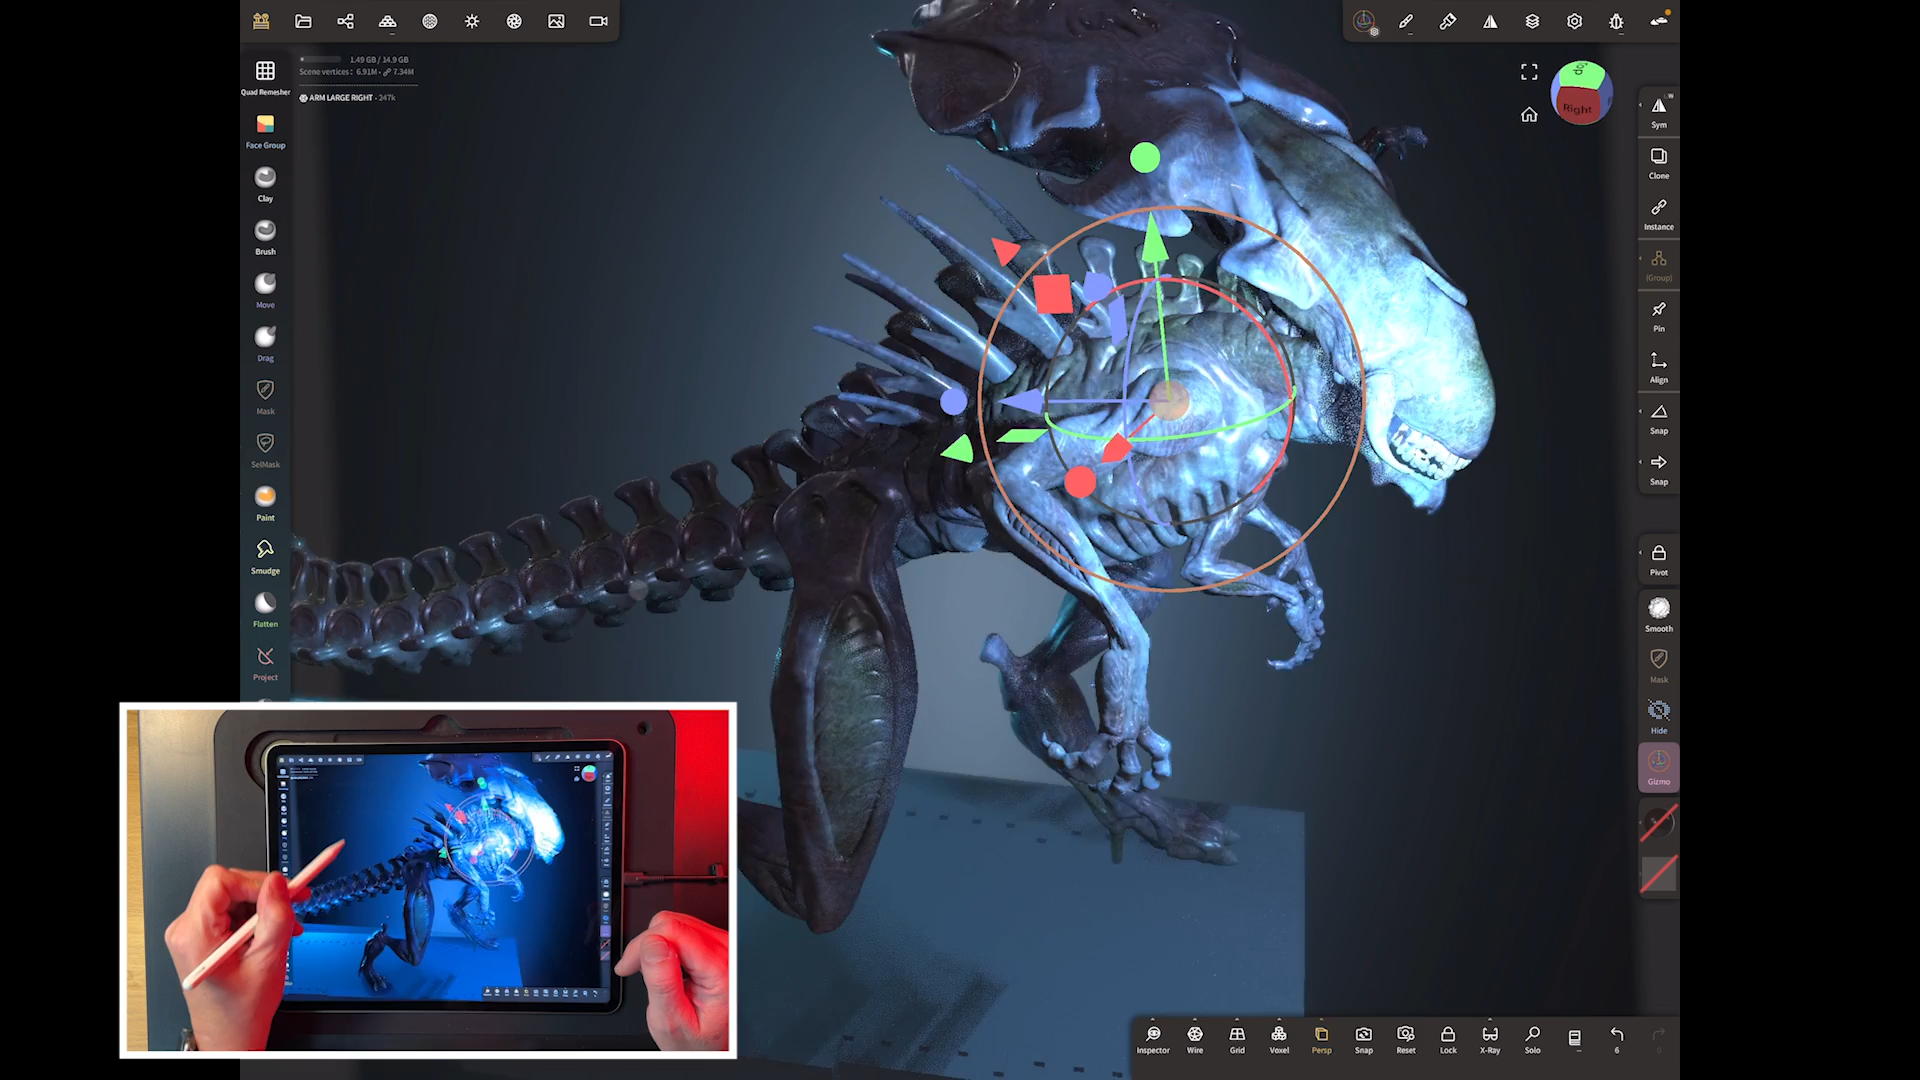 1.49 GB / 14.9 GB
Scene vertices : 6.91M • 7.34M
ARM LARGE RIGHT • 247k
Quad Remesher
Face Group
Clay
Brush
Move
Drag
Mask
SelMask
Paint
Smudge
Flatten
Project
Top
Right
Sym
Clone
Instance
(Group)
Pin
Align
Snap
Snap
Pivot
Smooth
Mask
Hide
Gizmo
Inspector
Wire
Grid
Voxel
Persp
Snap
Reset
Lock
X-Ray
Solo
6
0